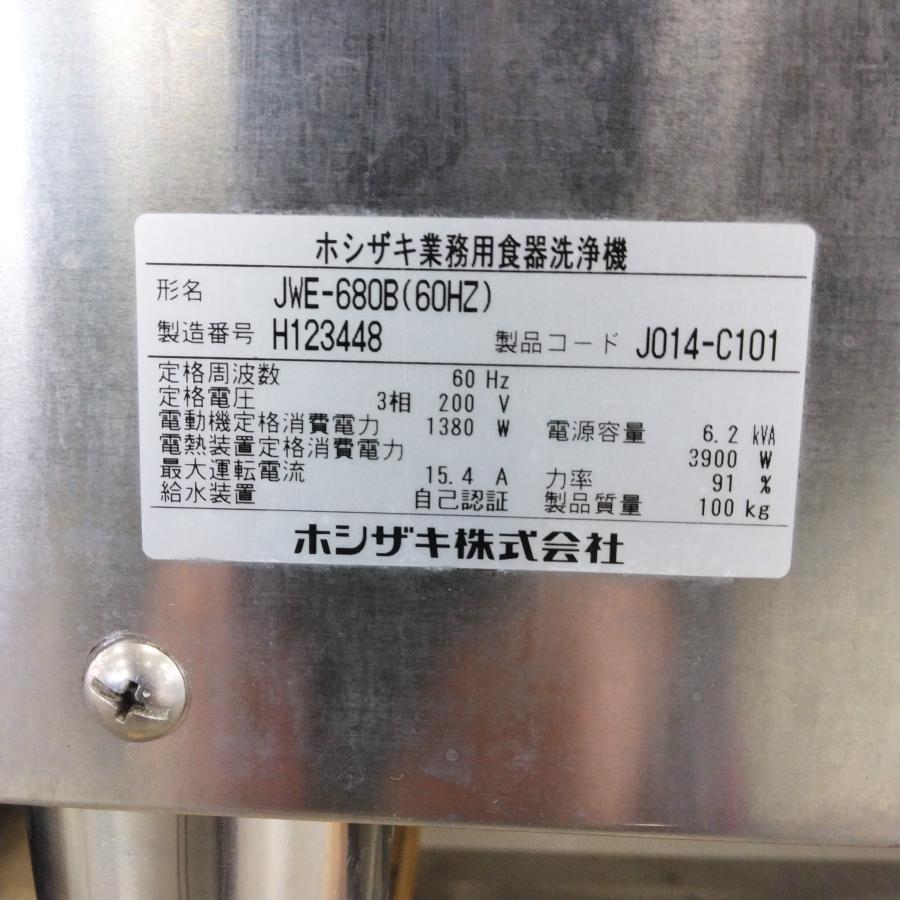 ホシザキ業務用食器洗浄機
形名 JWE-680B(60HZ)
製造番号 H123448 製品コード J014-C101
定格周波数 60 Hz
定格電圧 3相 200 V
電動機定格消費電力 1380 W 電源容量 6.2 kVA
電熱装置定格消費電力 3900 W
最大運転電流 15.4 A 力率 91 %
給水装置 自己認証 製品質量 100 kg
ホシザキ株式会社